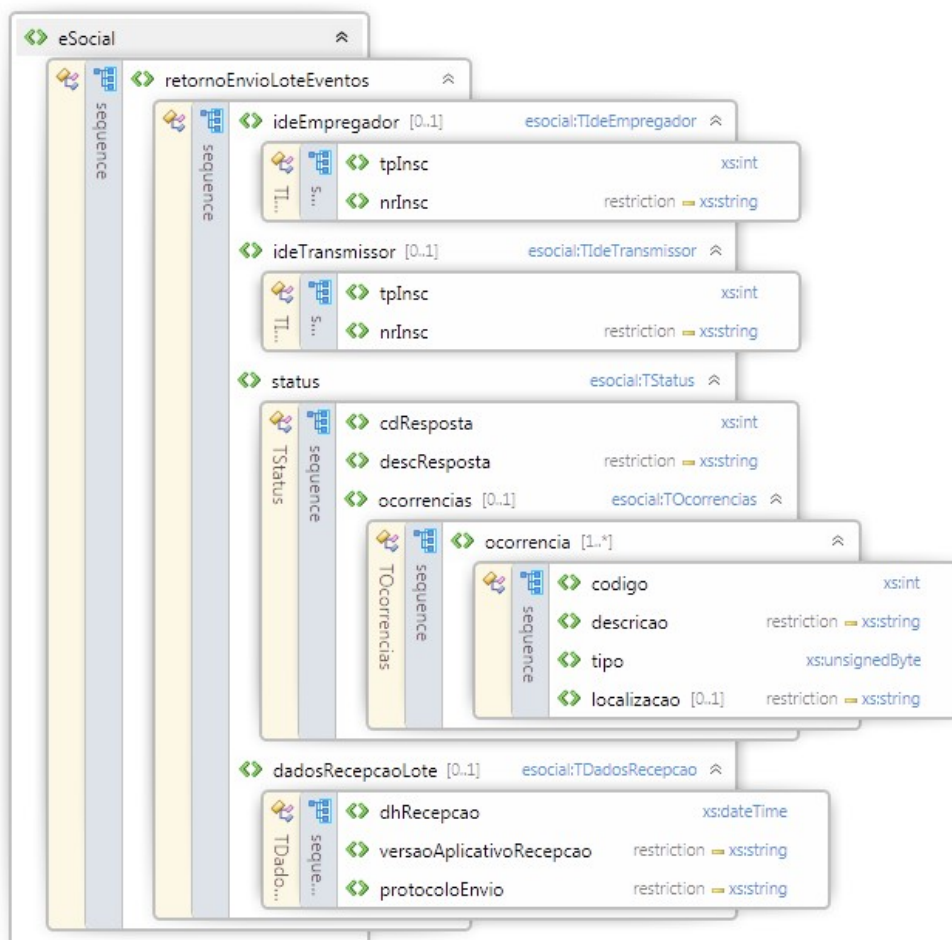 eSocial
sequence
retornoEnvioLoteEventos
sequence
ideEmpregador [0..1] esocial:TIdeEmpregador
TI...
s...
tpInsc xs:int
nrInsc restriction xs:string
ideTransmissor [0..1] esocial:TIdeTransmissor
TI...
s...
tpInsc xs:int
nrInsc restriction xs:string
status esocial:TStatus
TStatus
sequence
cdResposta xs:int
descResposta restriction xs:string
ocorrencias [0..1] esocial:TOcorrencias
TOcorrencias
sequence
ocorrencia [1..*]
sequence
codigo xs:int
descricao restriction xs:string
tipo xs:unsignedByte
localizacao [0..1] restriction xs:string
dadosRecepcaoLote [0..1] esocial:TDadosRecepcao
TDado...
seque...
dhRecepcao xs:dateTime
versaoAplicativoRecepcao restriction xs:string
protocoloEnvio restriction xs:string